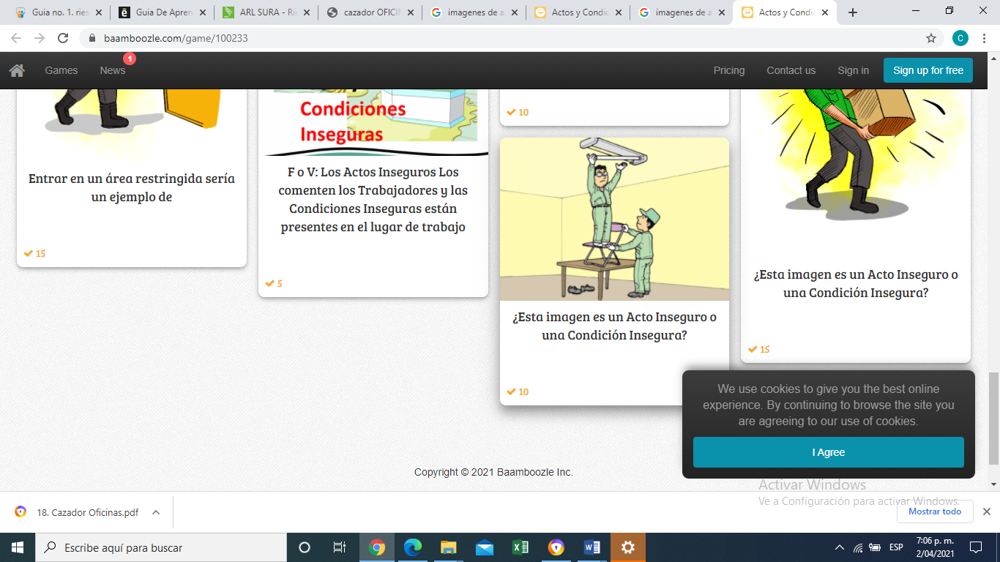 Guia no. 1. ries
Guia De Apren
ARL SURA - Rie
cazador OFICIN
imagenes de a
Actos y Condic
imagenes de a
Actos y Condic
baamboozle.com/game/100233
C
Games
News
1
Pricing
Contact us
Sign in
Sign up for free
Condiciones
Inseguras
10
Entrar en un área restringida sería
un ejemplo de
15
F o V: Los Actos Inseguros Los
comenten los Trabajadores y las
Condiciones Inseguras están
presentes en el lugar de trabajo
5
¿Esta imagen es un Acto Inseguro o
una Condición Insegura?
10
¿Esta imagen es un Acto Inseguro o
una Condición Insegura?
15
We use cookies to give you the best online
experience. By continuing to browse the site you
are agreeing to our use of cookies.
I Agree
Copyright © 2021 Baamboozle Inc.
Activar Windows
Ve a Configuración para activar Windows.
18. Cazador Oficinas.pdf
Mostrar todo
Escribe aquí para buscar
ESP
7:06 p. m.
2/04/2021